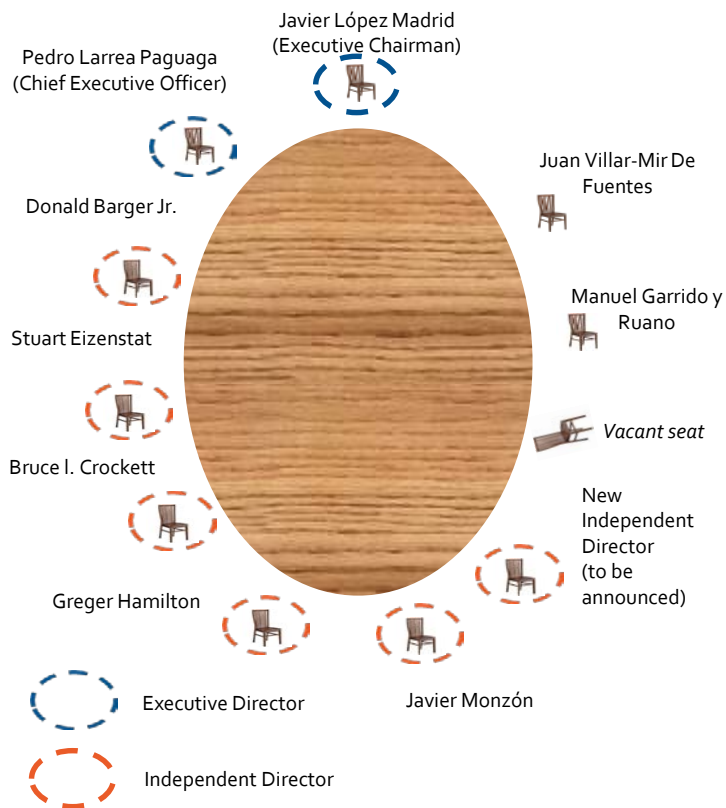 Javier López Madrid
(Executive Chairman)
Pedro Larrea Paguaga
(Chief Executive Officer)
Juan Villar-Mir De
Fuentes
Donald Barger Jr.
Manuel Garrido y
Ruano
Stuart Eizenstat
Vacant seat
Bruce l. Crockett
New
Independent
Director
(to be
announced)
Greger Hamilton
Javier Monzón
Executive Director
Independent Director